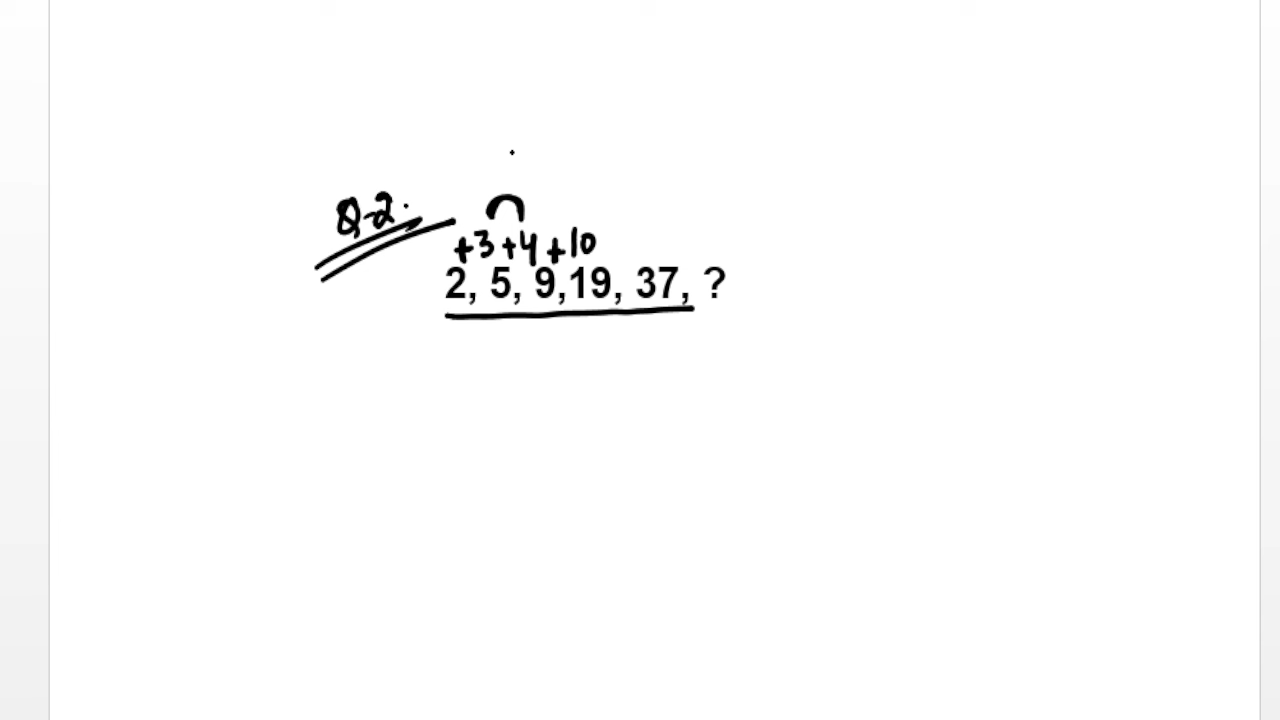 Q-2.
+3 +4 +10
2, 5, 9,19, 37, ?